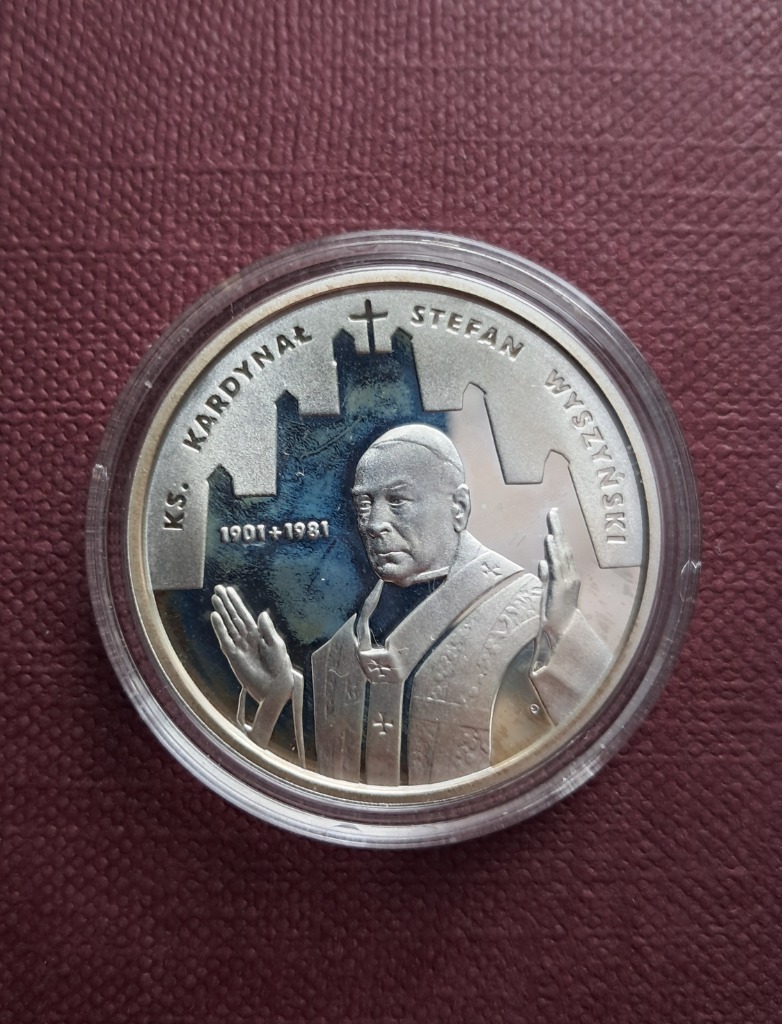 KS. KARDYNAŁ STEFAN WYSZYŃSKI
1901+1981